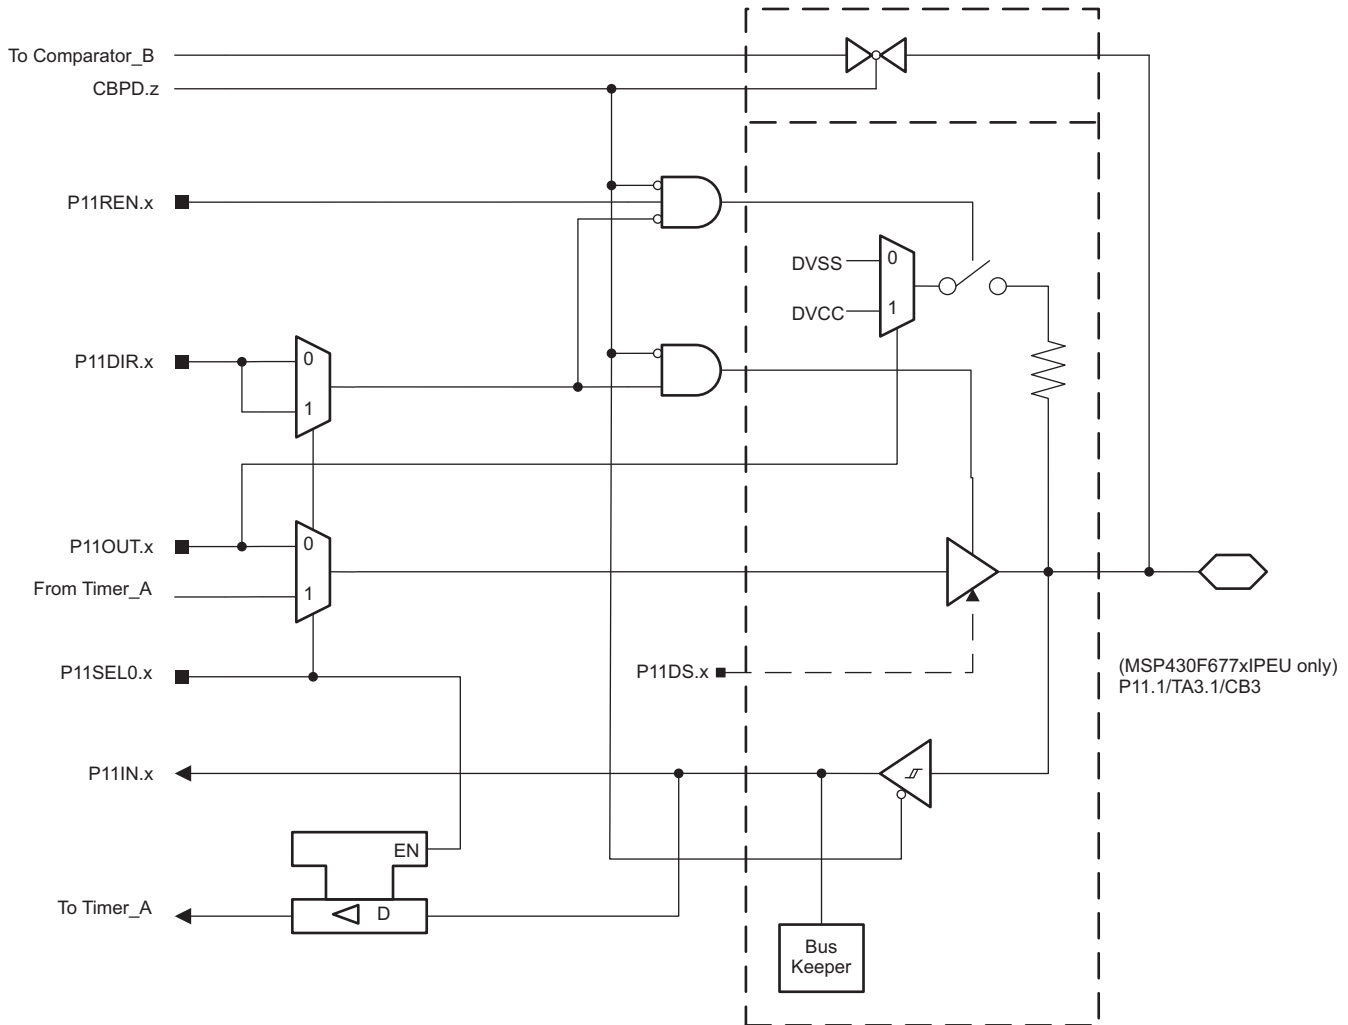 To Comparator_B
CBPD.z
P11REN.x
DVSS
0
DVCC
1
P11DIR.x
0
1
P11OUT.x
0
From Timer_A
1
P11SEL0.x
P11DS.x
(MSP430F677xIPEU only)
P11.1/TA3.1/CB3
P11IN.x
EN
To Timer_A
D
Bus
Keeper